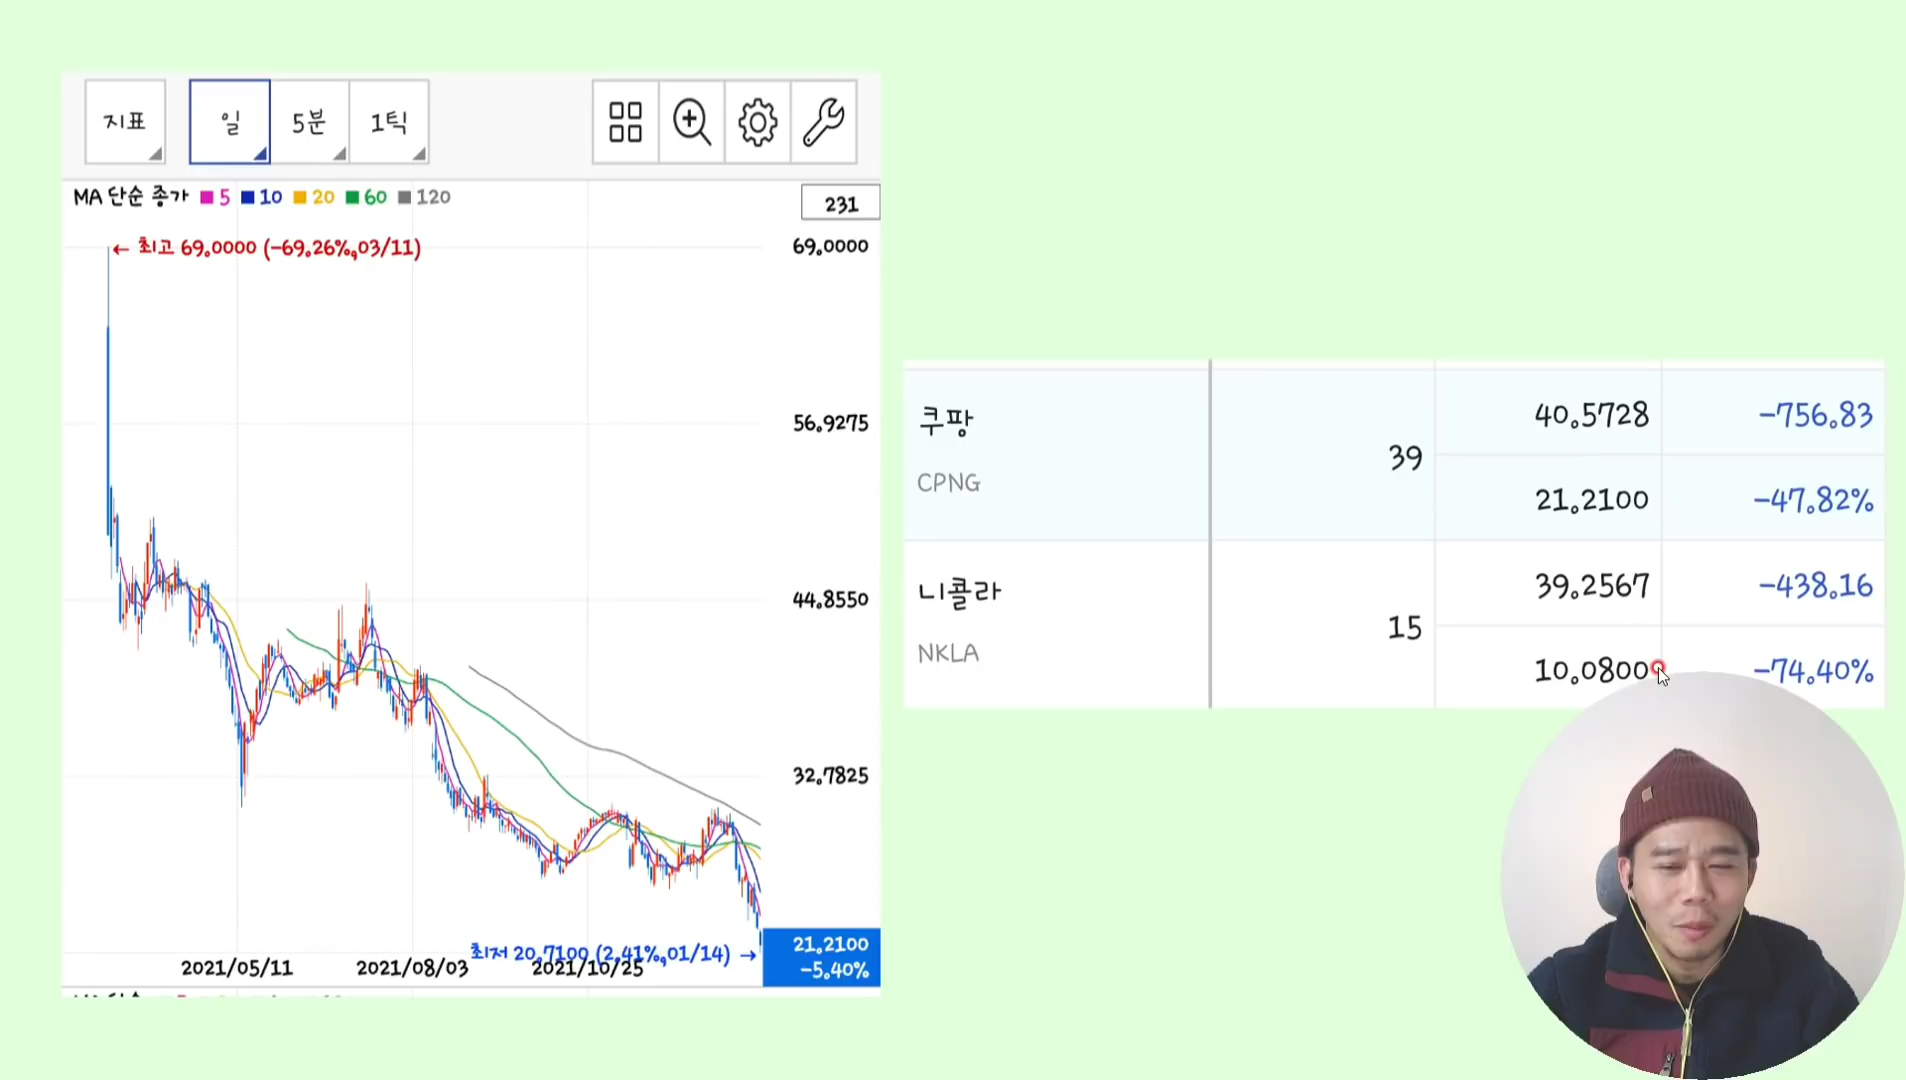 지표
일
5분
1틱
MA 단순 종가 5 10 20 60 120
231
← 최고 69.0000 (-69.26%,03/11)
69.0000
56.9275
44.8550
32.7825
최저 20.7100 (2.41%,01/14) →
21.2100
-5.40%
2021/05/11
2021/08/03
2021/10/25
쿠팡
CPNG
39
40.5728
-756.83
21.2100
-47.82%
니콜라
NKLA
15
39.2567
-438.16
10.0800
-74.40%